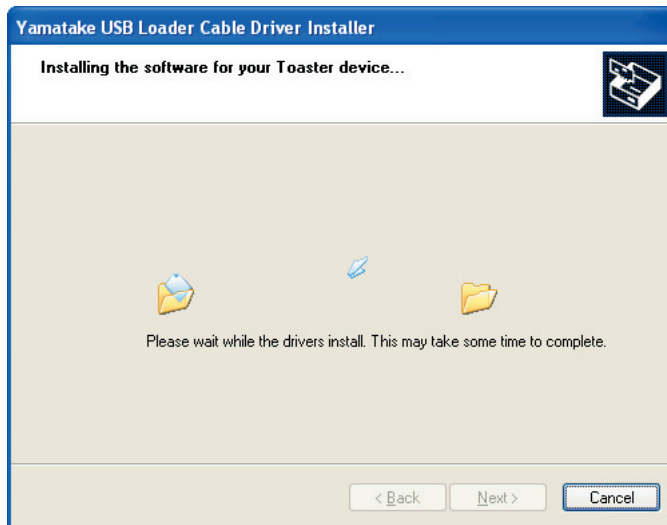 Yamatake USB Loader Cable Driver Installer
Installing the software for your Toaster device...
Please wait while the drivers install. This may take some time to complete.
< Back Next > Cancel